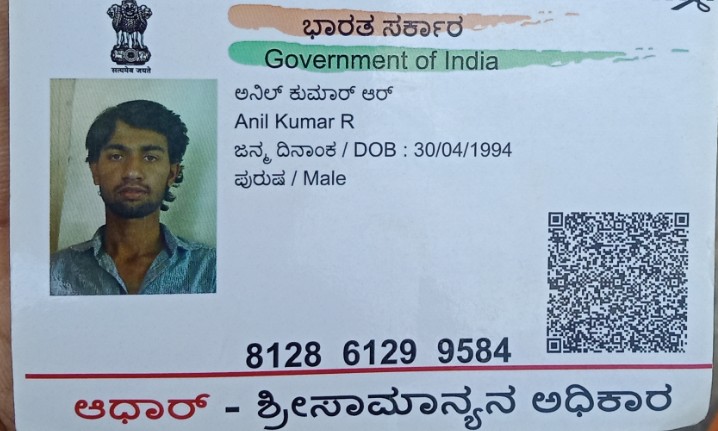 ಭಾರತ ಸರ್ಕಾರ
Government of India
सत्यमेव जयते
ಅನಿಲ್ ಕುಮಾರ್ ಆರ್
Anil Kumar R
ಜನ್ಮ ದಿನಾಂಕ / DOB : 30/04/1994
ಪುರುಷ / Male
8128 6129 9584
ಆಧಾರ್ - ಶ್ರೀಸಾಮಾನ್ಯನ ಅಧಿಕಾರ